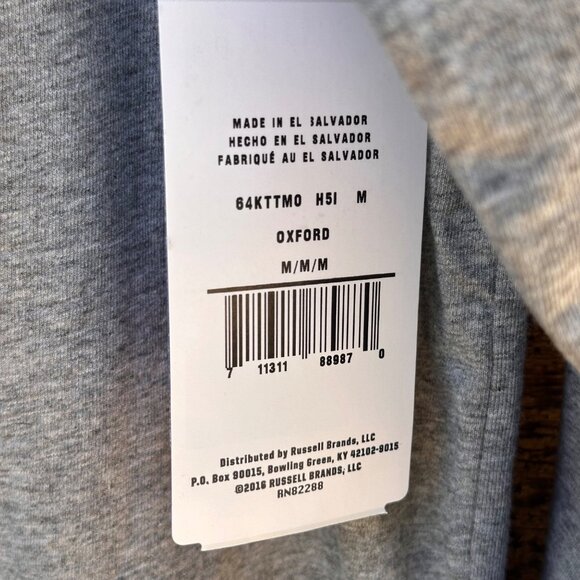 MADE IN EL SALVADOR
HECHO EN EL SALVADOR
FABRIQUÉ AU EL SALVADOR
64KTTM0 H5I M
OXFORD
M/M/M
7 11311 88987 0
Distributed by Russell Brands, LLC
P.O. Box 90015, Bowling Green, KY 42102-9015
©2016 RUSSELL BRANDS, LLC
RN82288